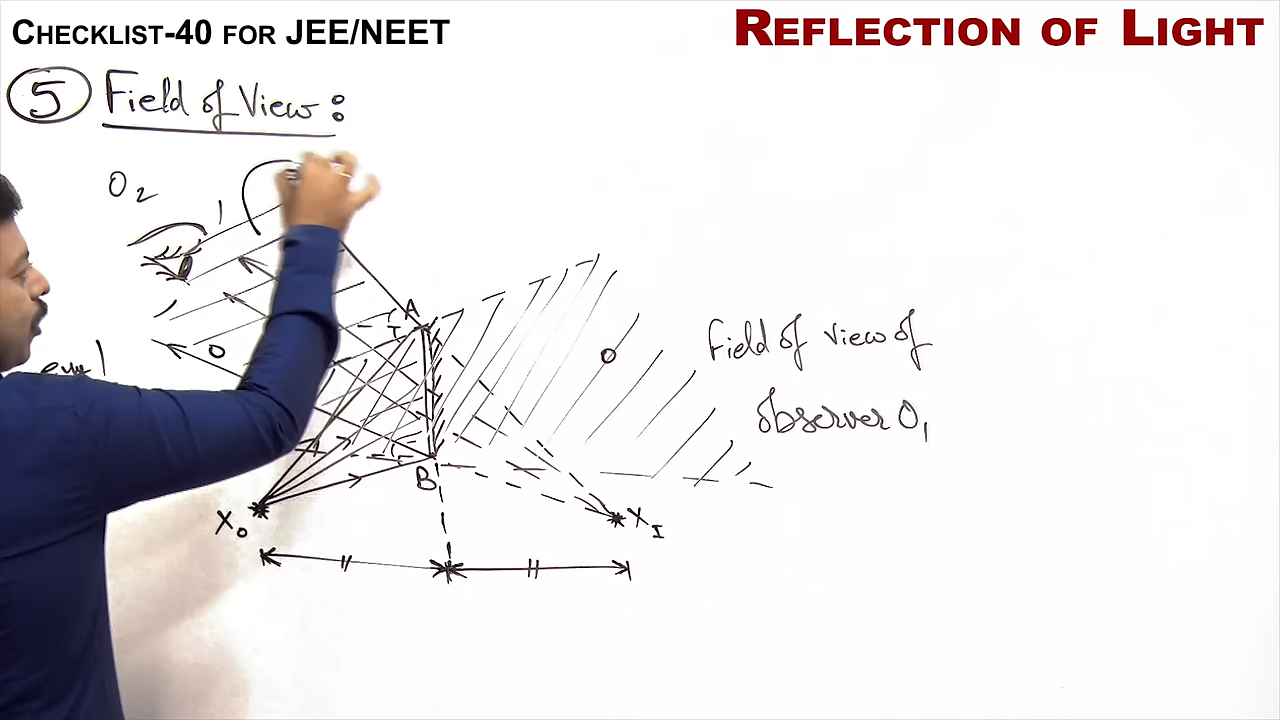 CHECKLIST-40 FOR JEE/NEET
REFLECTION OF LIGHT
5 Field of View :
O2
A
B
Field of view of
observer O1
XO
XI